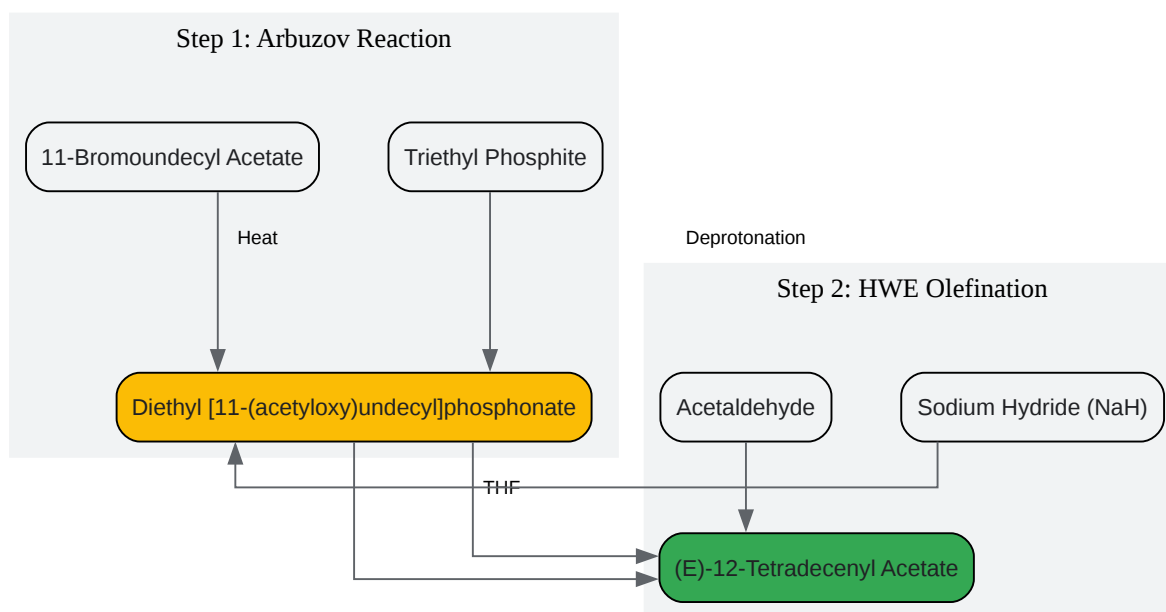 Step 1: Arbuzov Reaction
11-Bromoundecyl Acetate
Triethyl Phosphite
Heat
Deprotonation
Step 2: HWE Olefination
Diethyl [11-(acetyloxy)undecyl]phosphonate
Acetaldehyde
Sodium Hydride (NaH)
THF
(E)-12-Tetradecenyl Acetate